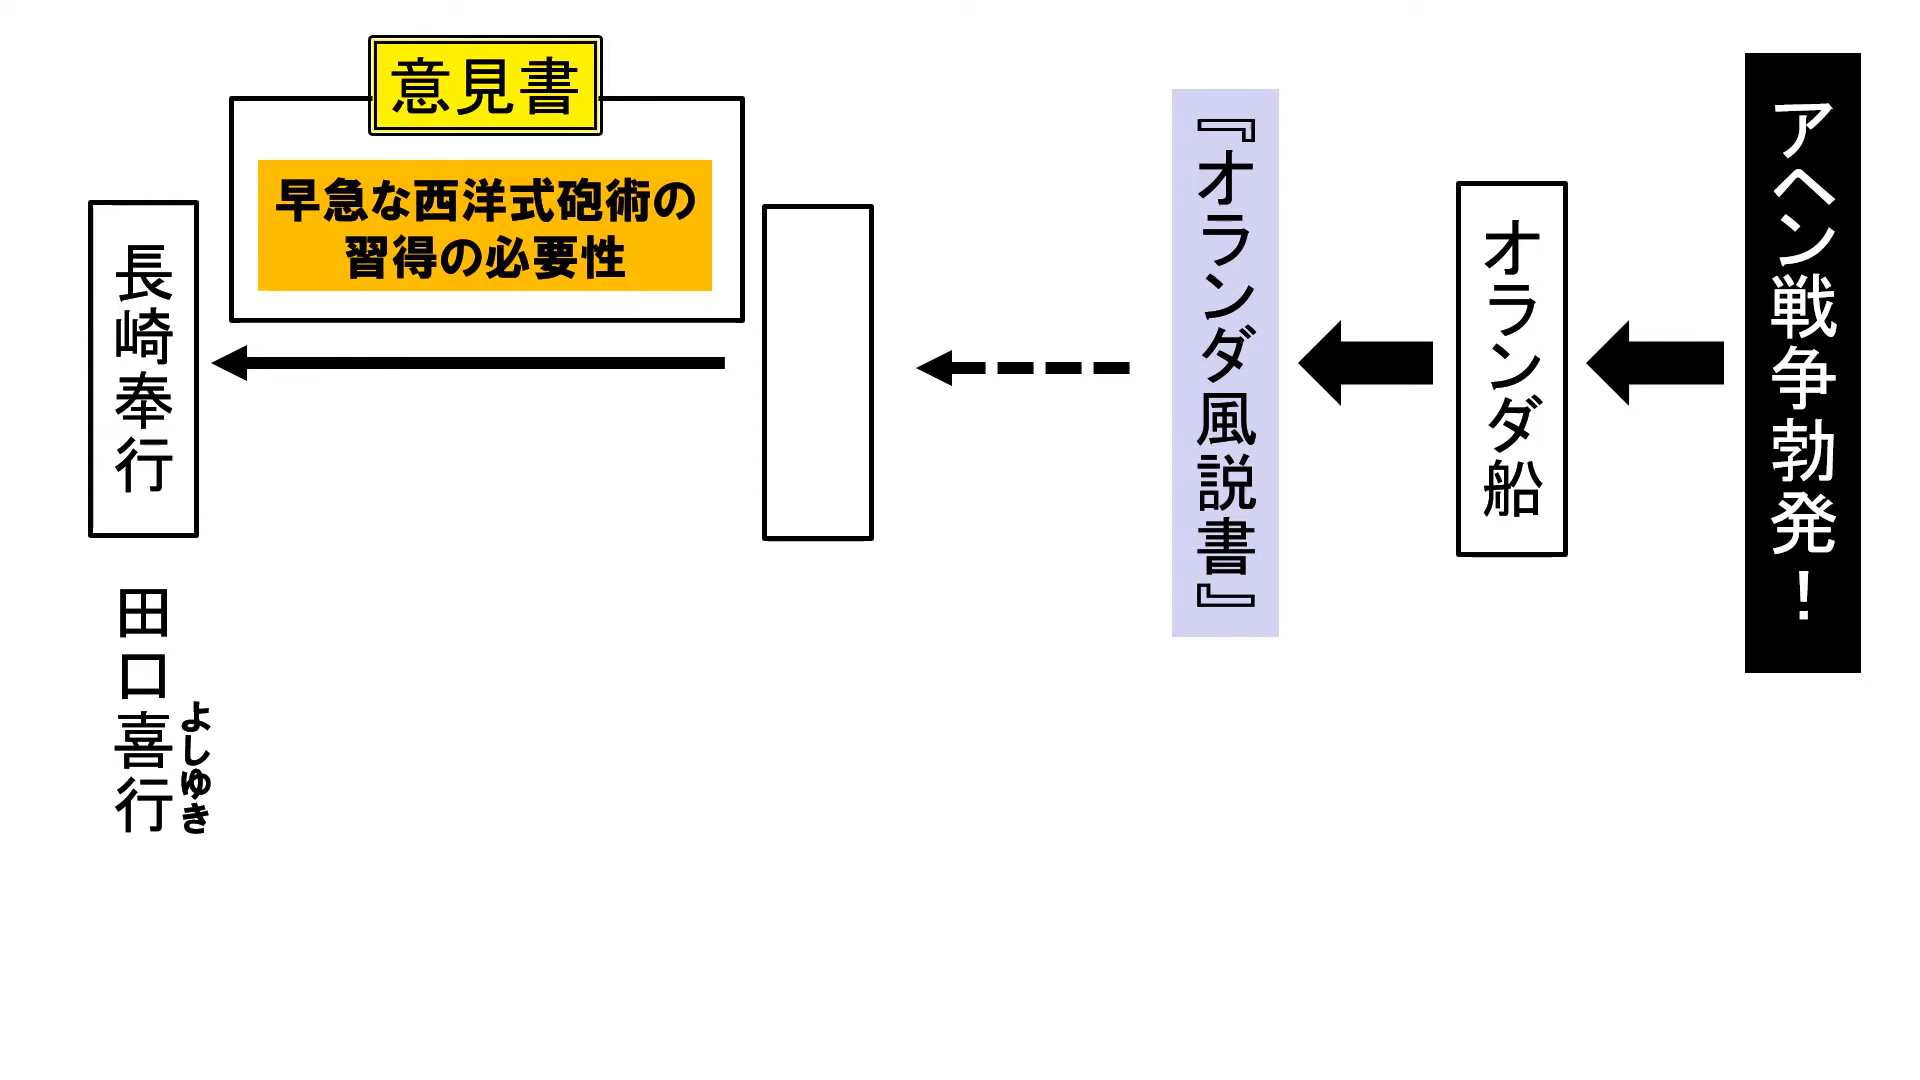 アヘン戦争勃発！
オランダ船
『オランダ風説書』
意見書
早急な西洋式砲術の
習得の必要性
長崎奉行
田口喜行
よしゆき